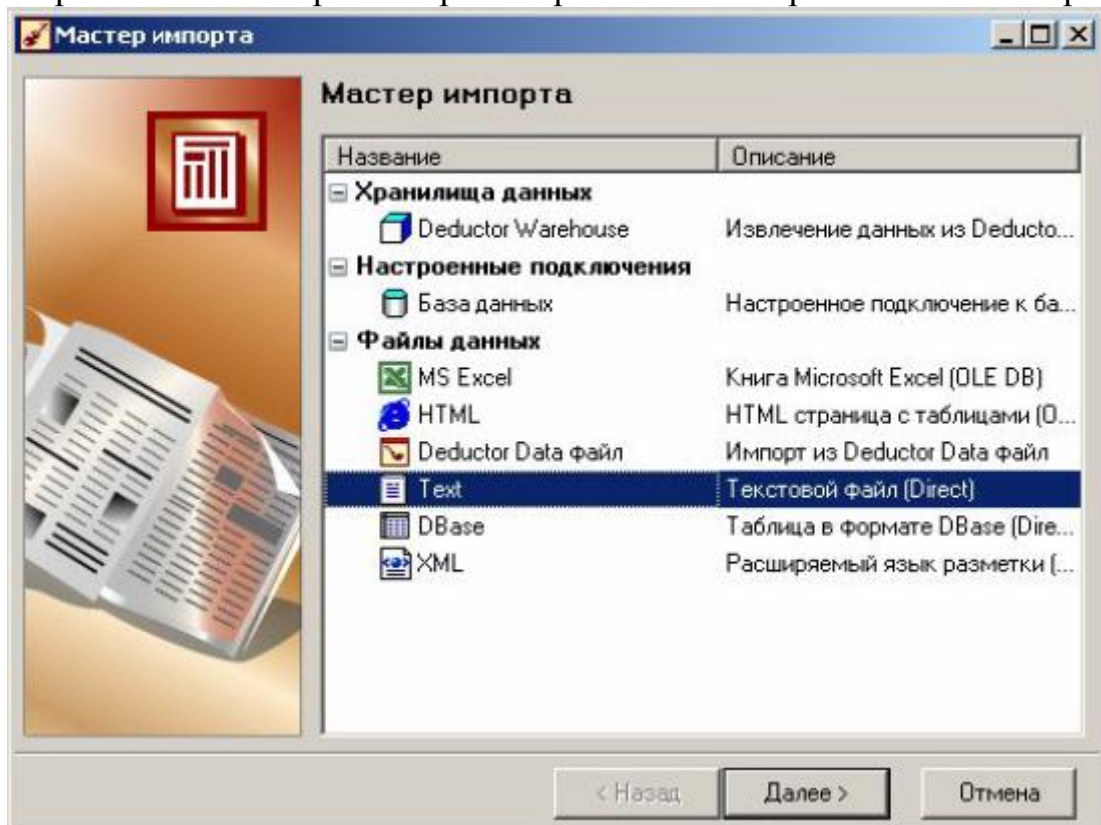 Мастер импорта
Мастер импорта
Название Описание
Хранилища данных
Deductor Warehouse Извлечение данных из Deducto...
Настроенные подключения
База данных Настроенное подключение к ба...
Файлы данных
MS Excel Книга Microsoft Excel (OLE DB)
HTML HTML страница с таблицами (O...
Deductor Data файл Импорт из Deductor Data файл
Text Текстовой файл (Direct)
DBase Таблица в формате DBase (Dire...
XML Расширяемый язык разметки (...
< Назад Далее > Отмена